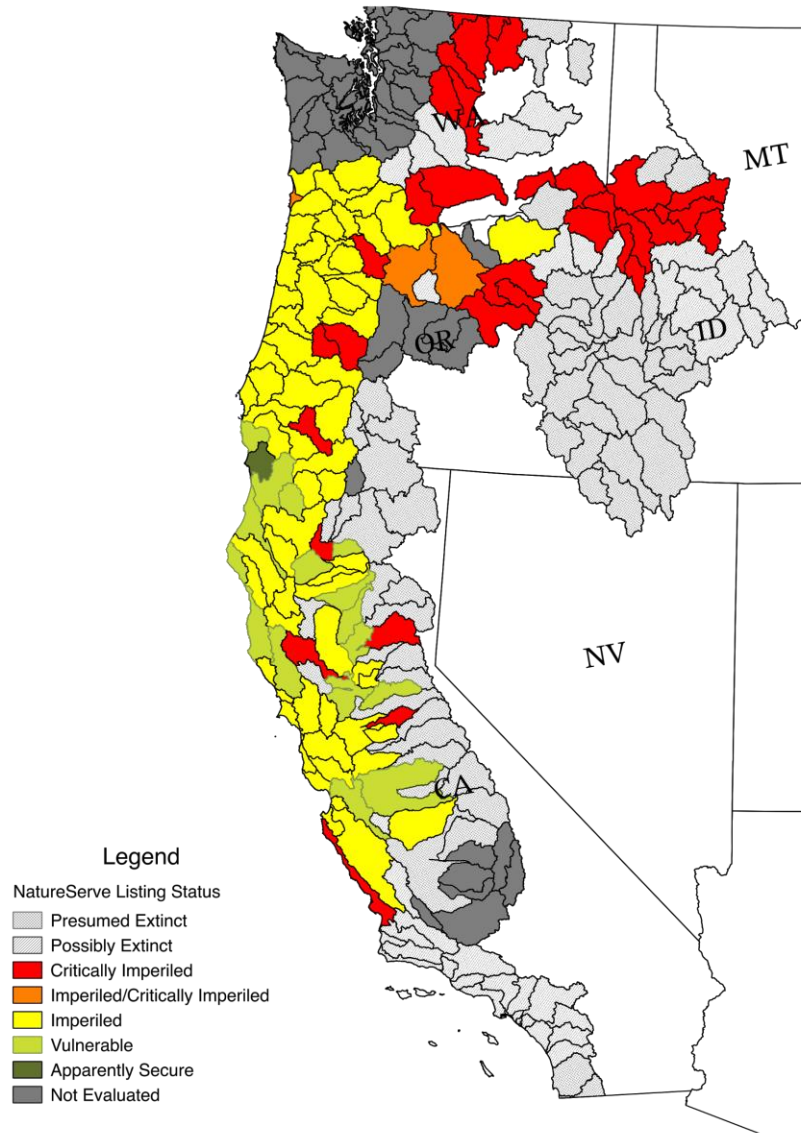 WA
MT
OR
ID
NV
CA
Legend
NatureServe Listing Status
Presumed Extinct
Possibly Extinct
Critically Imperiled
Imperiled/Critically Imperiled
Imperiled
Vulnerable
Apparently Secure
Not Evaluated